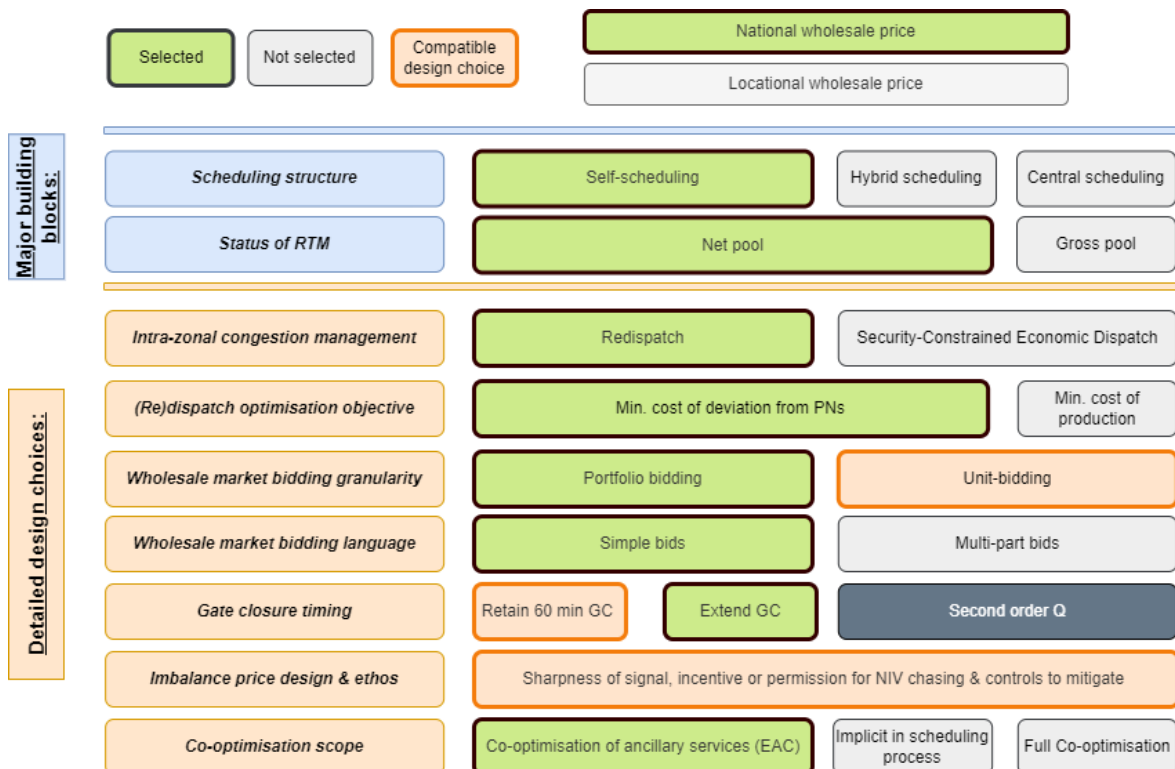 Selected
Not selected
Compatible
design choice
National wholesale price
Locational wholesale price
Major building
blocks:
Scheduling structure
Self-scheduling
Hybrid scheduling
Central scheduling
Status of RTM
Net pool
Gross pool
Detailed design choices:
Intra-zonal congestion management
Redispatch
Security-Constrained Economic Dispatch
(Re)dispatch optimisation objective
Min. cost of deviation from PNs
Min. cost of
production
Wholesale market bidding granularity
Portfolio bidding
Unit-bidding
Wholesale market bidding language
Simple bids
Multi-part bids
Gate closure timing
Retain 60 min GC
Extend GC
Second order Q
Imbalance price design & ethos
Sharpness of signal, incentive or permission for NIV chasing & controls to mitigate
Co-optimisation scope
Co-optimisation of ancillary services (EAC)
Implicit in scheduling
process
Full Co-optimisation